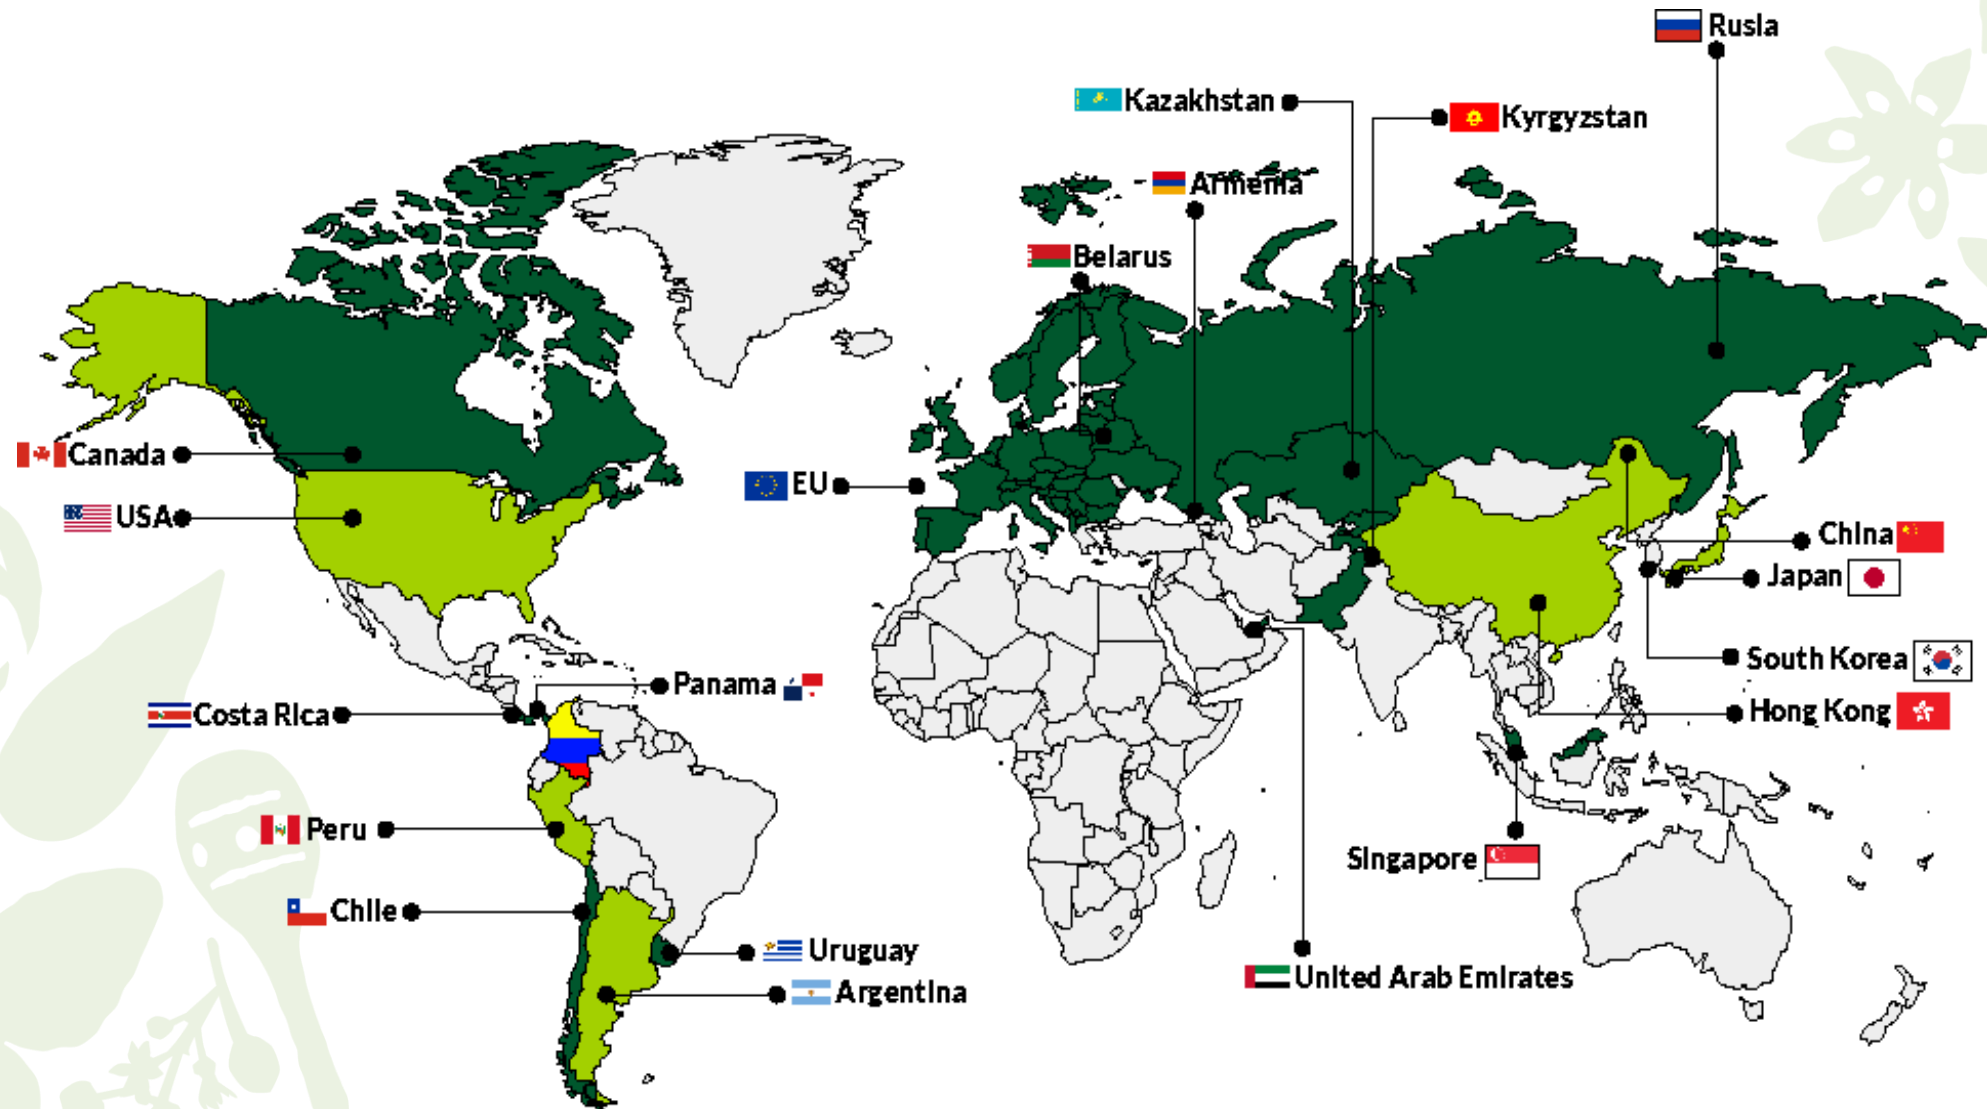 Rusia
Kazakhstan
Kyrgyzstan
Armenia
Belarus
Canada
EU
USA
China
Japan
South Korea
Panama
Hong Kong
Costa Rica
Peru
Singapore
Chile
Uruguay
United Arab Emirates
Argentina